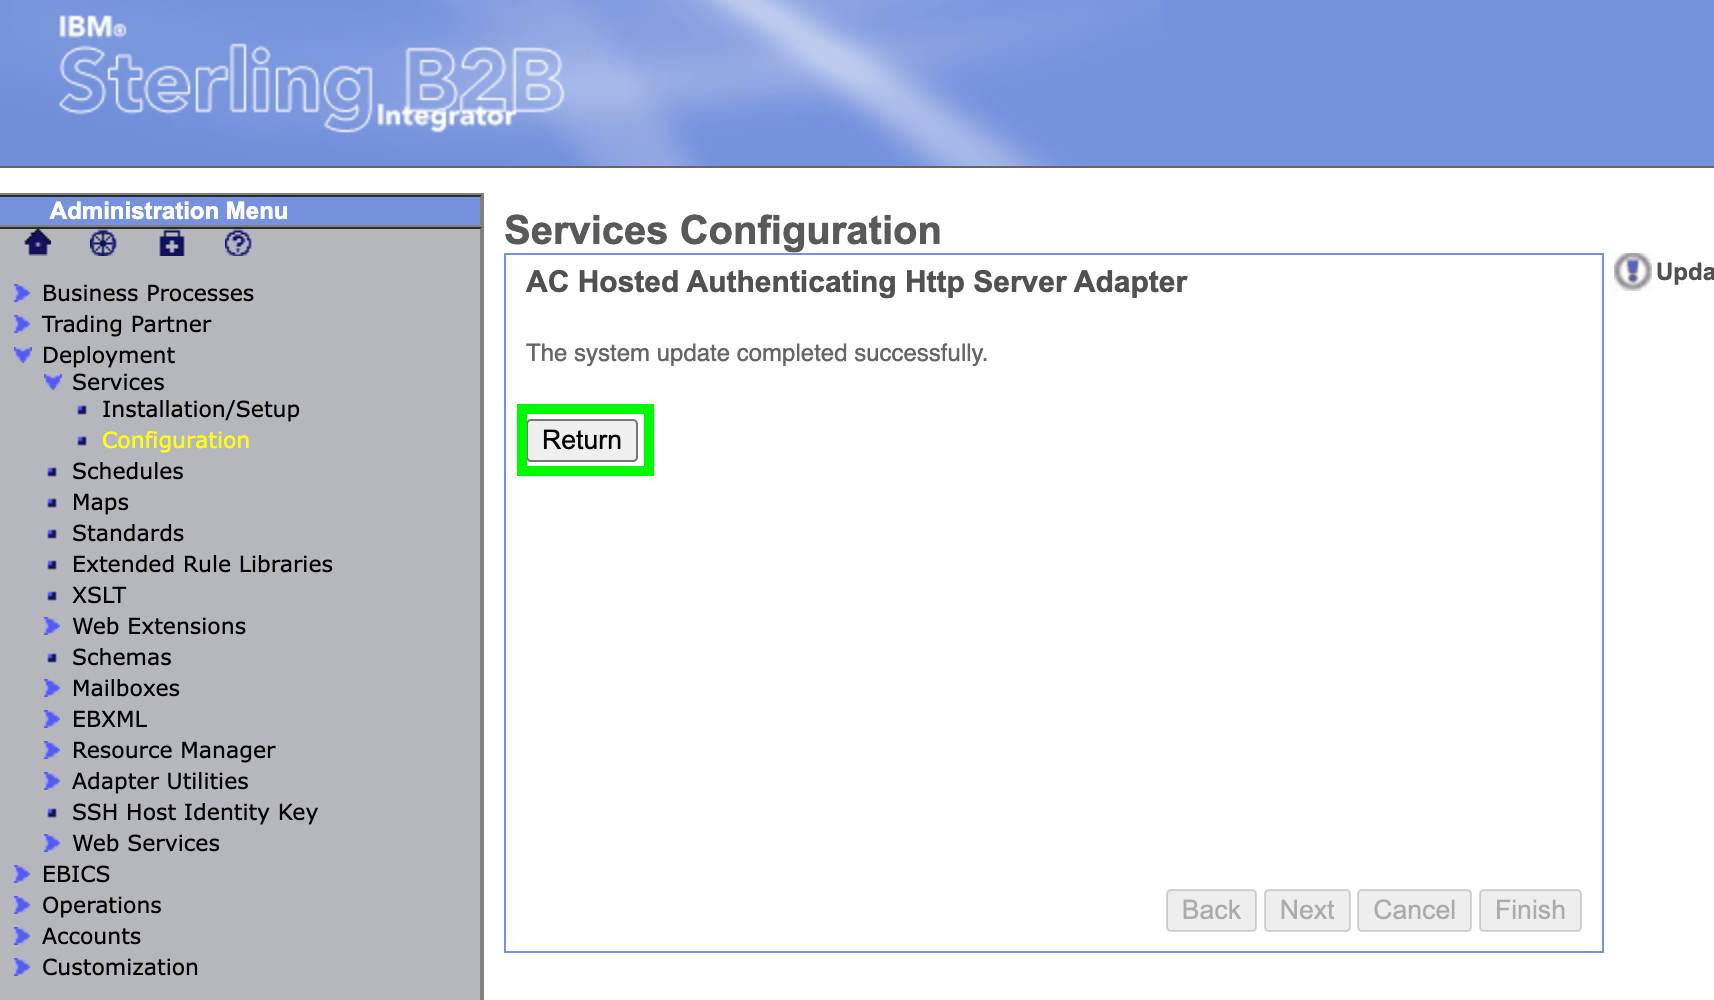 IBM®
Sterling B2B
Integrator
Administration Menu
Business Processes
Trading Partner
Deployment
Services
Installation/Setup
Configuration
Schedules
Maps
Standards
Extended Rule Libraries
XSLT
Web Extensions
Schemas
Mailboxes
EBXML
Resource Manager
Adapter Utilities
SSH Host Identity Key
Web Services
EBICS
Operations
Accounts
Customization
Services Configuration
AC Hosted Authenticating Http Server Adapter
The system update completed successfully.
Return
Back Next Cancel Finish
Upda